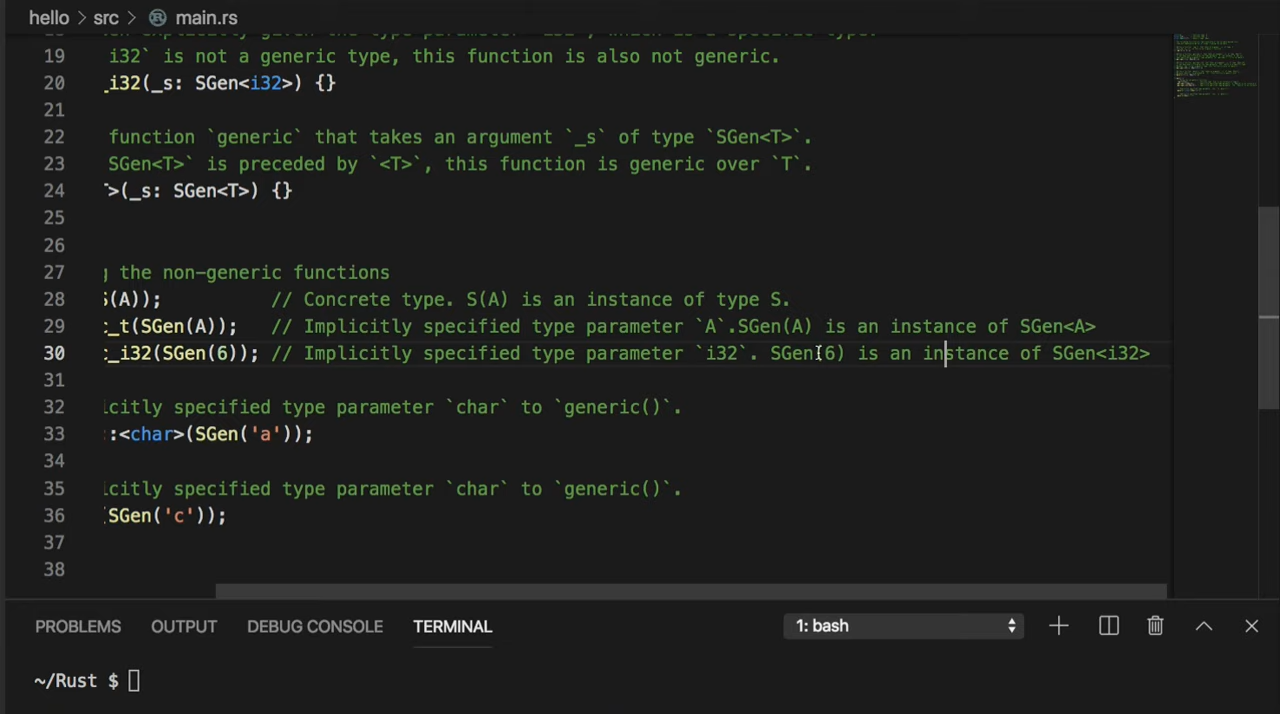 hello > src > main.rs
19 i32` is not a generic type, this function is also not generic.
20 _i32(_s: SGen<i32>) {}
21
22 function `generic` that takes an argument `_s` of type `SGen<T>`.
23 SGen<T>` is preceded by `<T>`, this function is generic over `T`.
24 >(_s: SGen<T>) {}
25
26
27 the non-generic functions
28 (A)); // Concrete type. S(A) is an instance of type S.
29 _t(SGen(A)); // Implicitly specified type parameter `A`.SGen(A) is an instance of SGen<A>
30 _i32(SGen(6)); // Implicitly specified type parameter `i32`. SGen(6) is an instance of SGen<i32>
31
32 icitly specified type parameter `char` to `generic()`.
33 :<char>(SGen('a'));
34
35 icitly specified type parameter `char` to `generic()`.
36 (SGen('c'));
37
38
PROBLEMS OUTPUT DEBUG CONSOLE TERMINAL 1: bash
~/Rust $